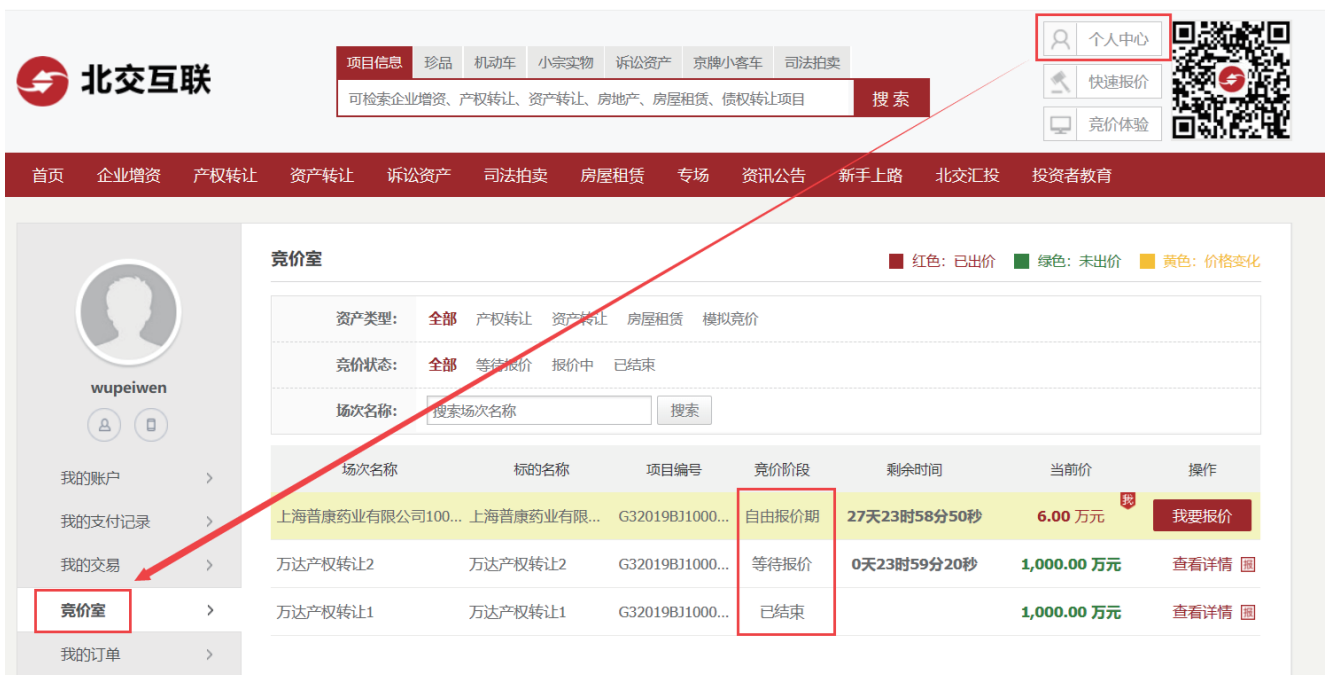 个人中心
项目信息 珍品 机动车 小宗实物 诉讼资产 京牌小客车 司法拍卖
北交互联
快速报价
可检索企业增资、产权转让、资产转让、房地产、房屋租赁、债权转让项目 搜 索
竞价体验
首页 企业增资 产权转让 资产转让 诉讼资产 司法拍卖 房屋租赁 专场 资讯公告 新手上路 北交汇投 投资者教育
竞价室 红色：已出价 绿色：未出价 黄色：价格变化
资产类型： 全部 产权转让 资产转让 房屋租赁 模拟竞价
竞价状态： 全部 等待报价 报价中 已结束
wupeiwen
场次名称： 搜索场次名称 搜索
场次名称 标的名称 项目编号 竞价阶段 剩余时间 当前价 操作
我的账户
我
上海普康药业有限公司100... 上海普康药业有限... G32019BJ1000... 自由报价期 27天23时58分50秒 6.00 万元 我要报价
我的支付记录
万达产权转让2 万达产权转让2 G32019BJ1000... 等待报价 0天23时59分20秒 1,000.00 万元 查看详情 报
我的交易
万达产权转让1 万达产权转让1 G32019BJ1000... 已结束 1,000.00 万元 查看详情 报
竞价室
我的订单